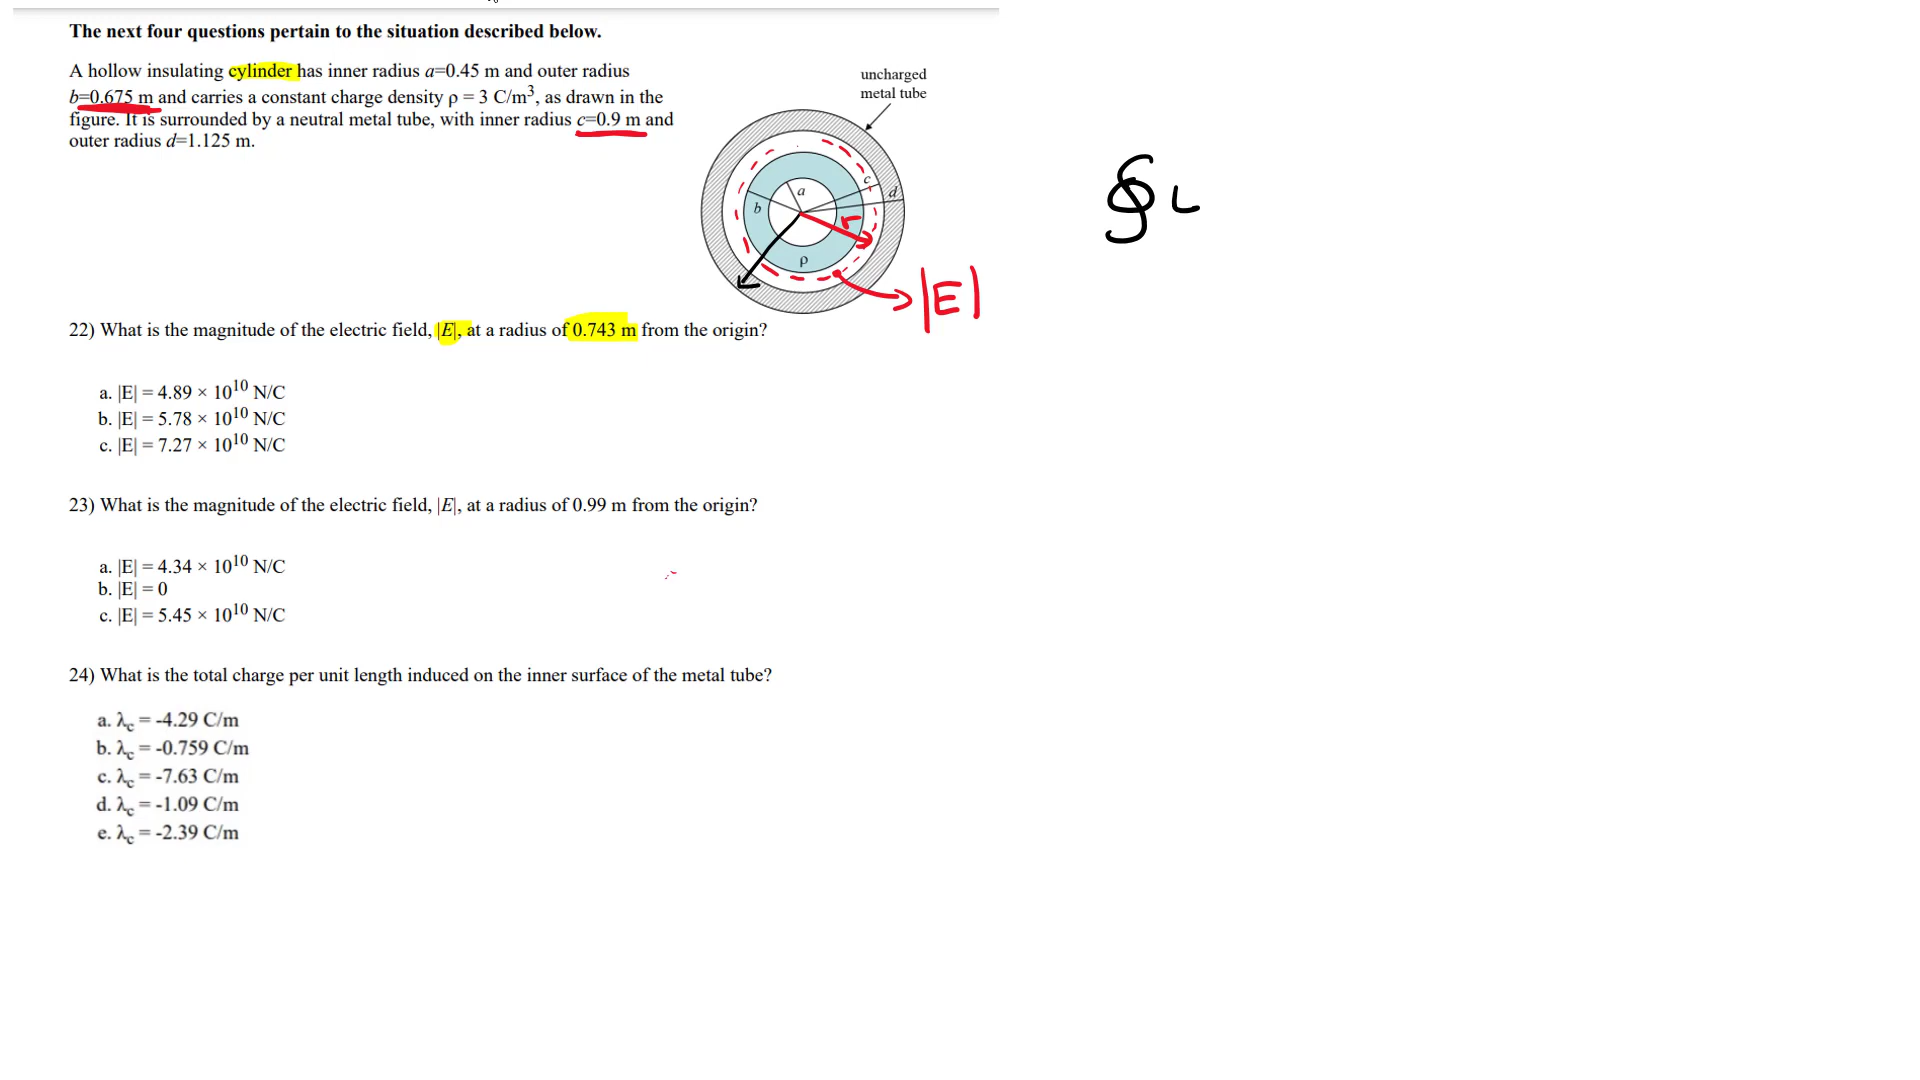 The next four questions pertain to the situation described below.
A hollow insulating cylinder has inner radius a=0.45 m and outer radius
b=0.675 m and carries a constant charge density ρ = 3 C/m³, as drawn in the
figure. It is surrounded by a neutral metal tube, with inner radius c=0.9 m and
outer radius d=1.125 m.
uncharged
metal tube
a
b
c
d
r
ρ
|E|
∮
22) What is the magnitude of the electric field, |E|, at a radius of 0.743 m from the origin?
a. |E| = 4.89 × 10¹⁰ N/C
b. |E| = 5.78 × 10¹⁰ N/C
c. |E| = 7.27 × 10¹⁰ N/C
23) What is the magnitude of the electric field, |E|, at a radius of 0.99 m from the origin?
a. |E| = 4.34 × 10¹⁰ N/C
b. |E| = 0
c. |E| = 5.45 × 10¹⁰ N/C
24) What is the total charge per unit length induced on the inner surface of the metal tube?
a. λc = -4.29 C/m
b. λc = -0.759 C/m
c. λc = -7.63 C/m
d. λc = -1.09 C/m
e. λc = -2.39 C/m